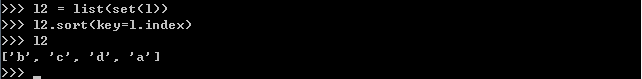 >>> l2 = list(set(l))
>>> l2.sort(key=l.index)
>>> l2
['b', 'c', 'd', 'a']
>>>